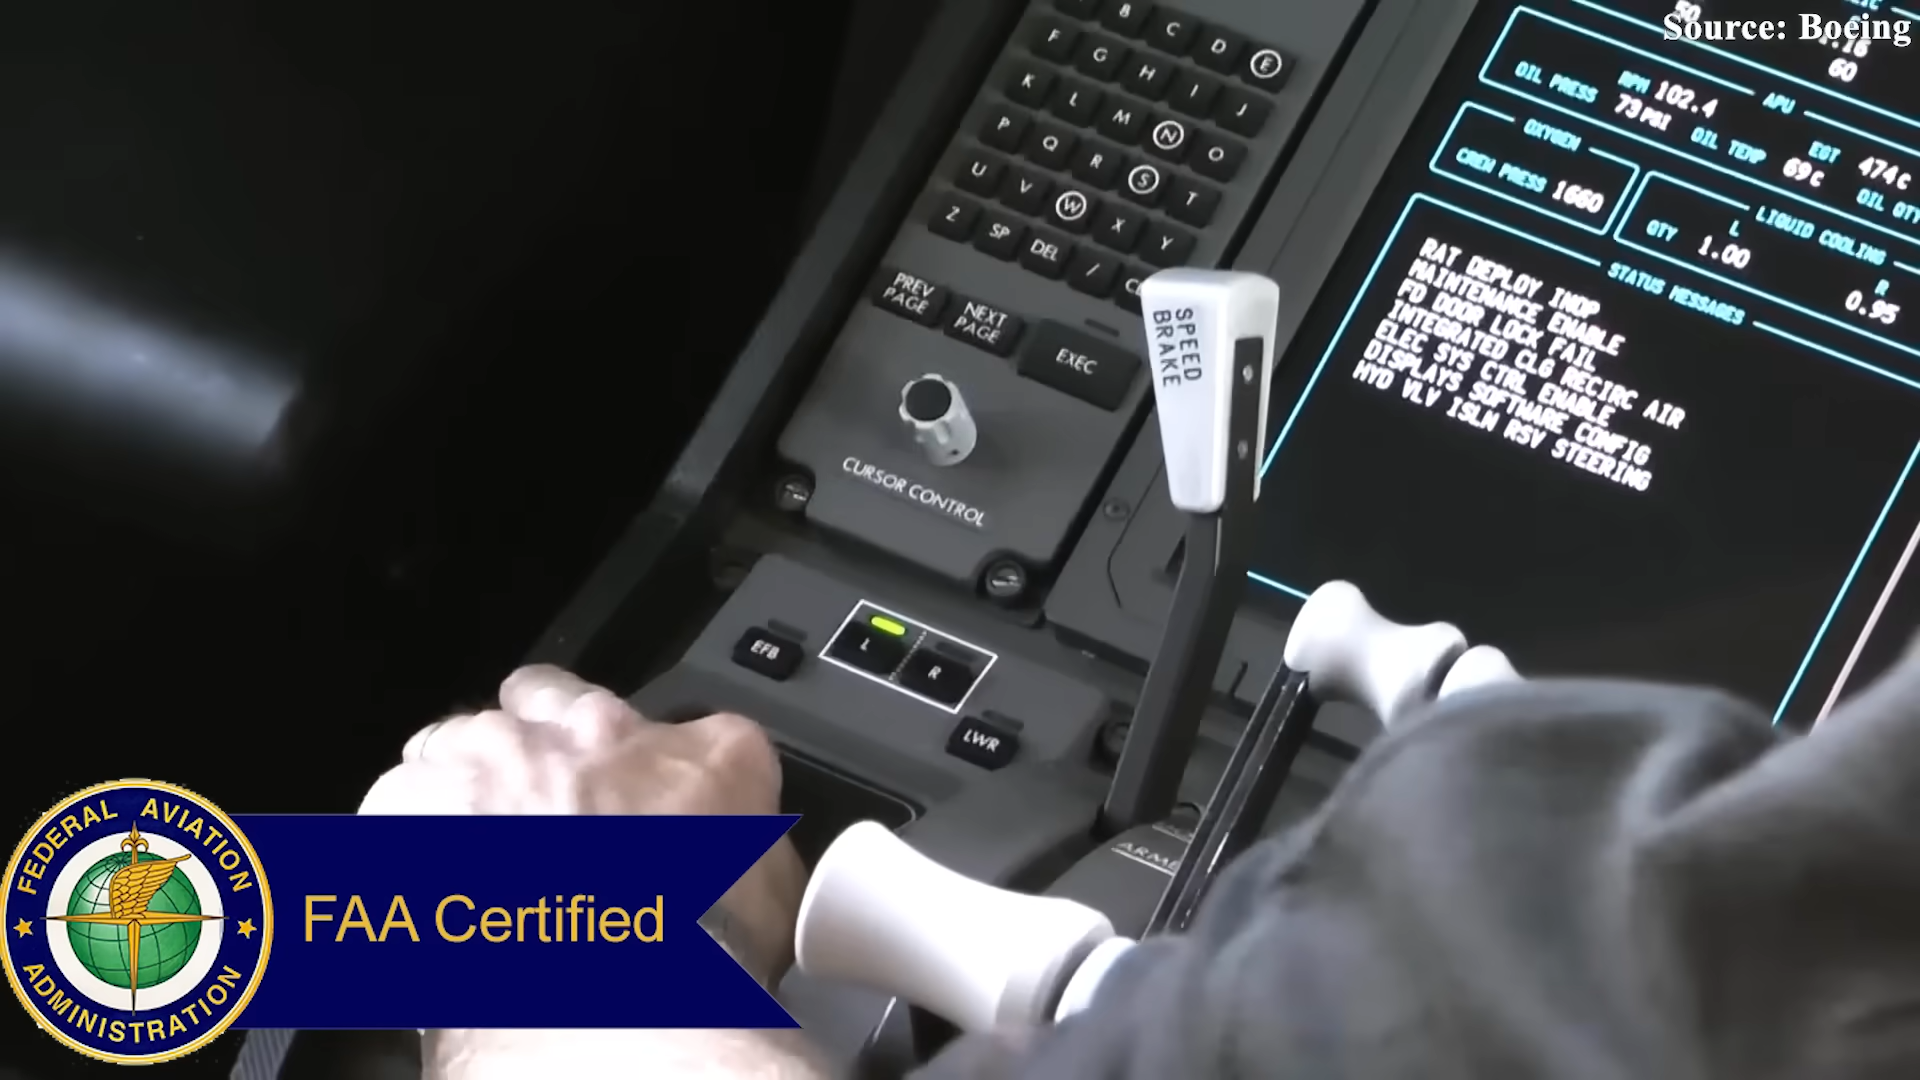 Source: Boeing
B C D E
F G H I J
K L M N O
P Q R S T
U V W X Y
Z SP DEL /
PREV
PAGE
NEXT
PAGE
EXEC
CURSOR CONTROL
SPEED
BRAKE
EFB
L
R
LWR
50
60
APU
RPM 102.4
EGT 474 C
OIL PRESS 73 PSI
OIL TEMP 69 C
OIL QTY
OXYGEN
CREW PRESS 1660
LIQUID COOLING
L
R
QTY 1.00
0.95
STATUS MESSAGES
RAT DEPLOY INOP
MAINTENANCE ENABLE
FD DOOR LOCK FAIL
INTEGRATED CLG RECIRC AIR
ELEC SYS CTRL ENABLE
DISPLAYS SOFTWARE CONFIG
HYD VLV ISLN RSV STEERING
FEDERAL AVIATION
ADMINISTRATION
FAA Certified